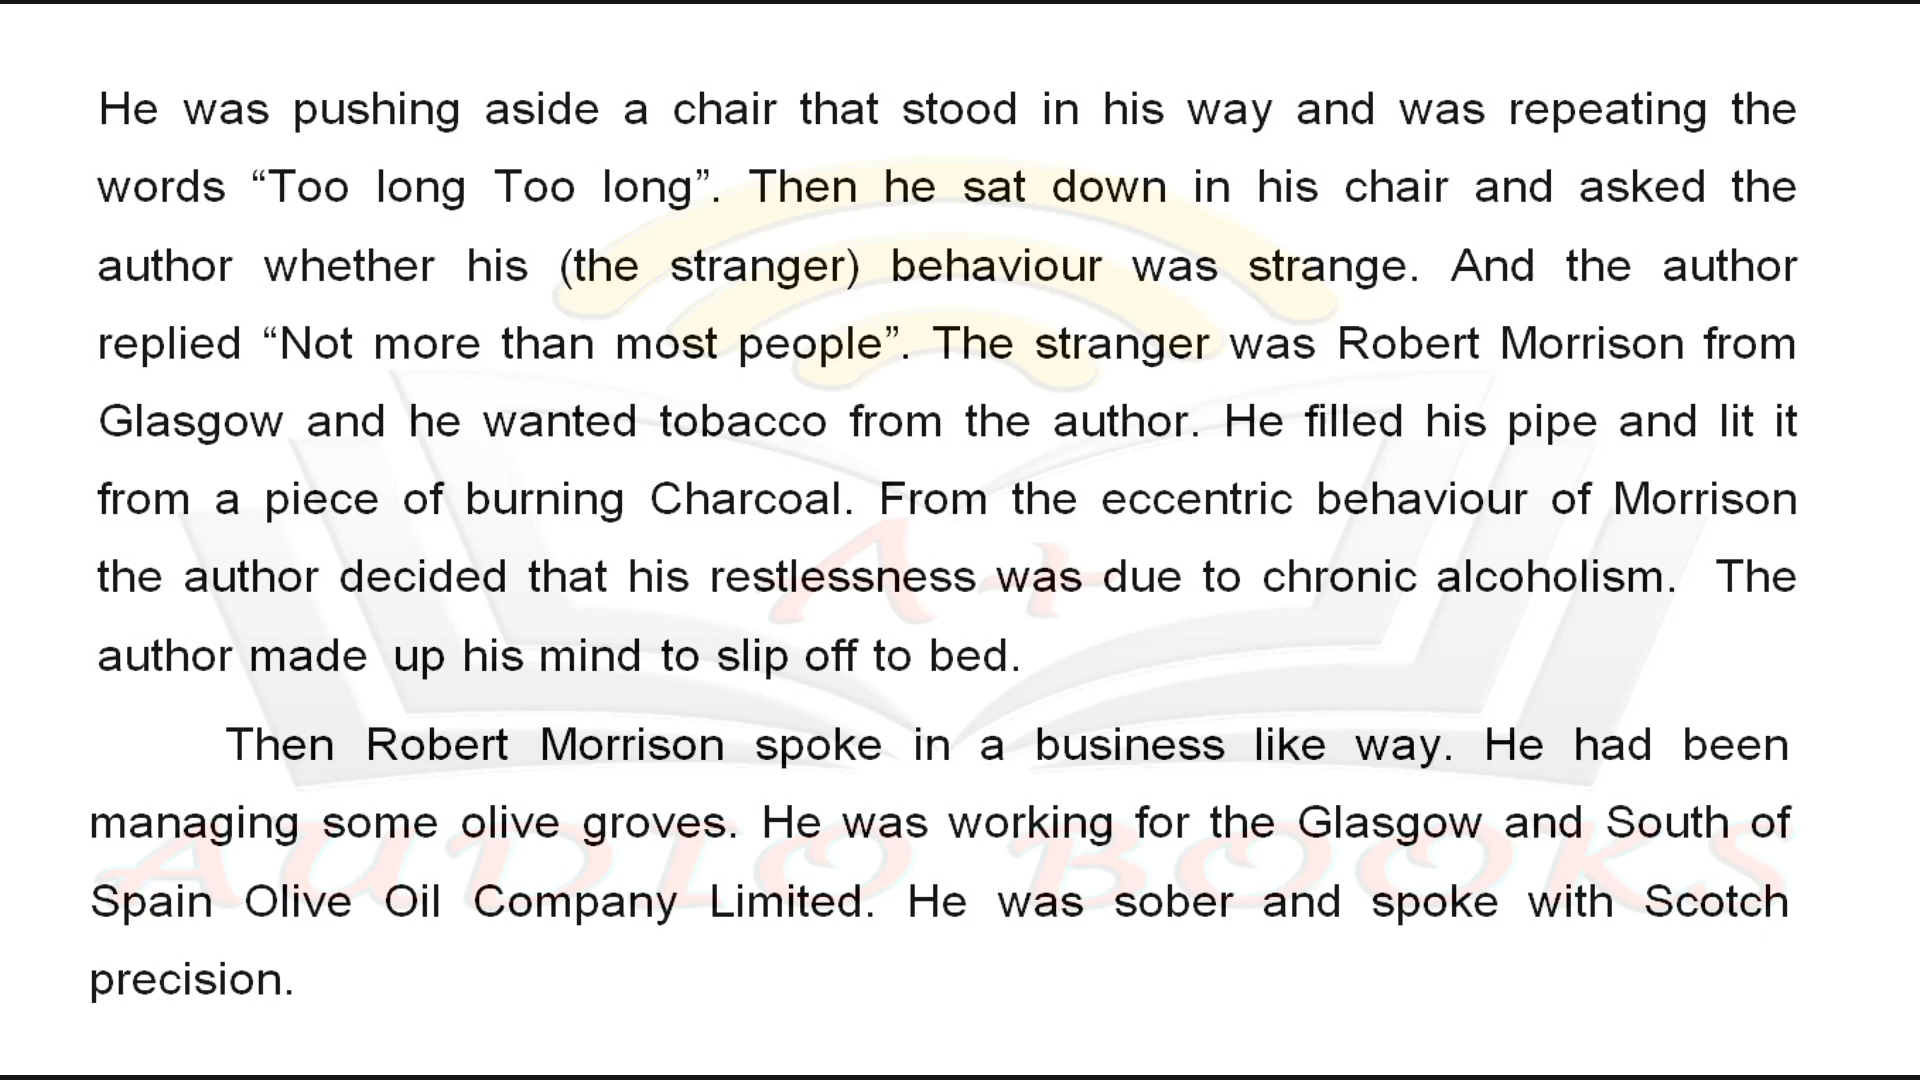 He was pushing aside a chair that stood in his way and was repeating the
words “Too long Too long”. Then he sat down in his chair and asked the
author whether his (the stranger) behaviour was strange. And the author
replied “Not more than most people”. The stranger was Robert Morrison from
Glasgow and he wanted tobacco from the author. He filled his pipe and lit it
from a piece of burning Charcoal. From the eccentric behaviour of Morrison
the author decided that his restlessness was due to chronic alcoholism. The
author made up his mind to slip off to bed.
Then Robert Morrison spoke in a business like way. He had been
managing some olive groves. He was working for the Glasgow and South of
Spain Olive Oil Company Limited. He was sober and spoke with Scotch
precision.
A+
AUDIO BOOKS